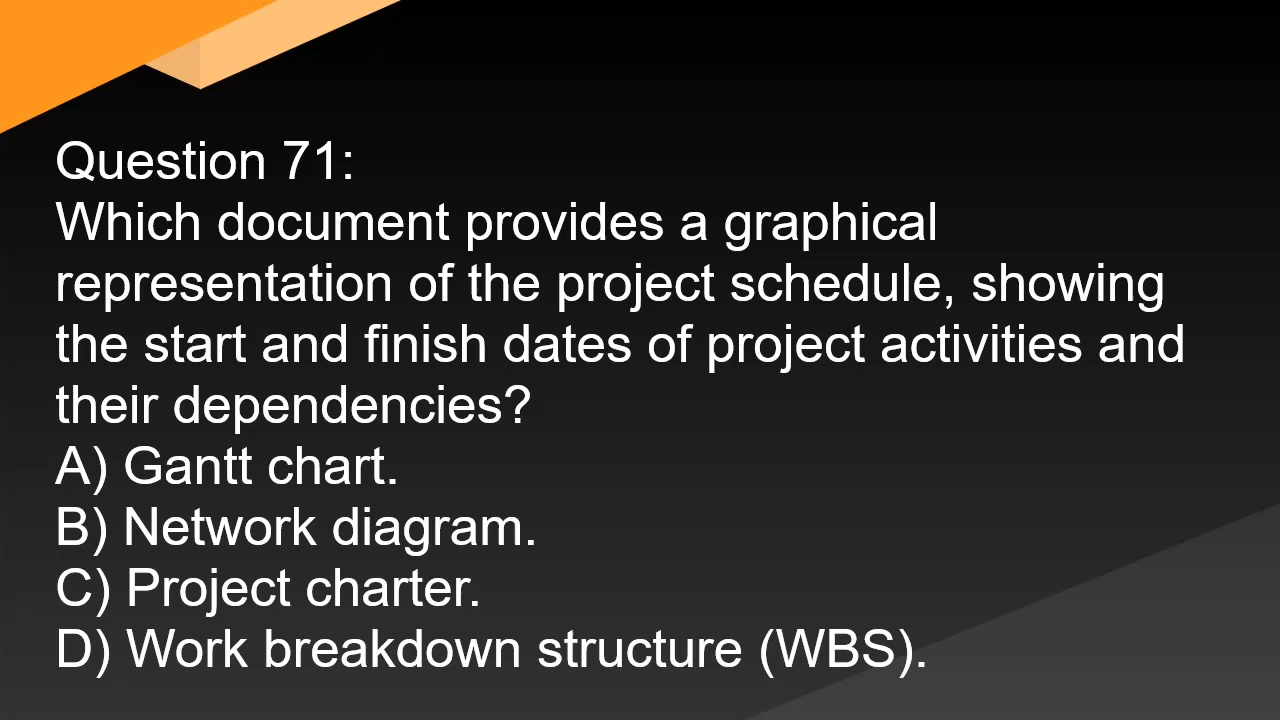 Question 71:
Which document provides a graphical
representation of the project schedule, showing
the start and finish dates of project activities and
their dependencies?
A) Gantt chart.
B) Network diagram.
C) Project charter.
D) Work breakdown structure (WBS).